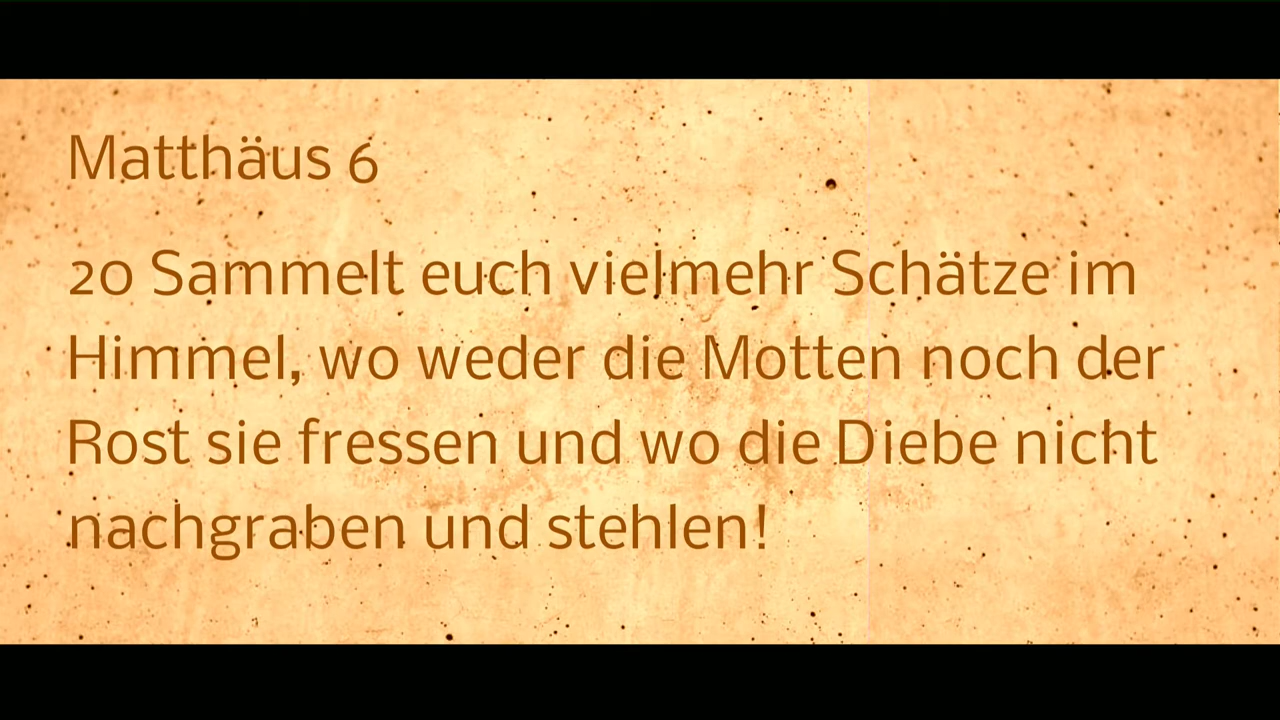 Matthäus 6
20 Sammelt euch vielmehr Schätze im
Himmel, wo weder die Motten noch der
Rost sie fressen und wo die Diebe nicht
nachgraben und stehlen!